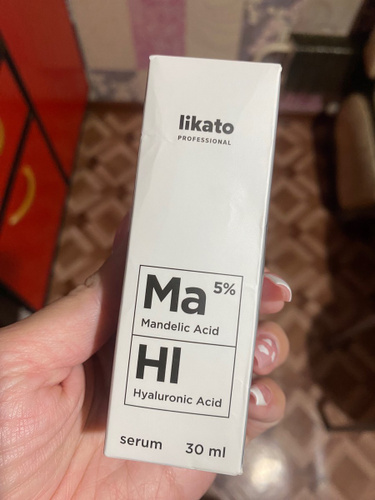 likato
PROFESSIONAL
Ma 5%
Mandelic Acid
Hl
Hyaluronic Acid
serum 30 ml